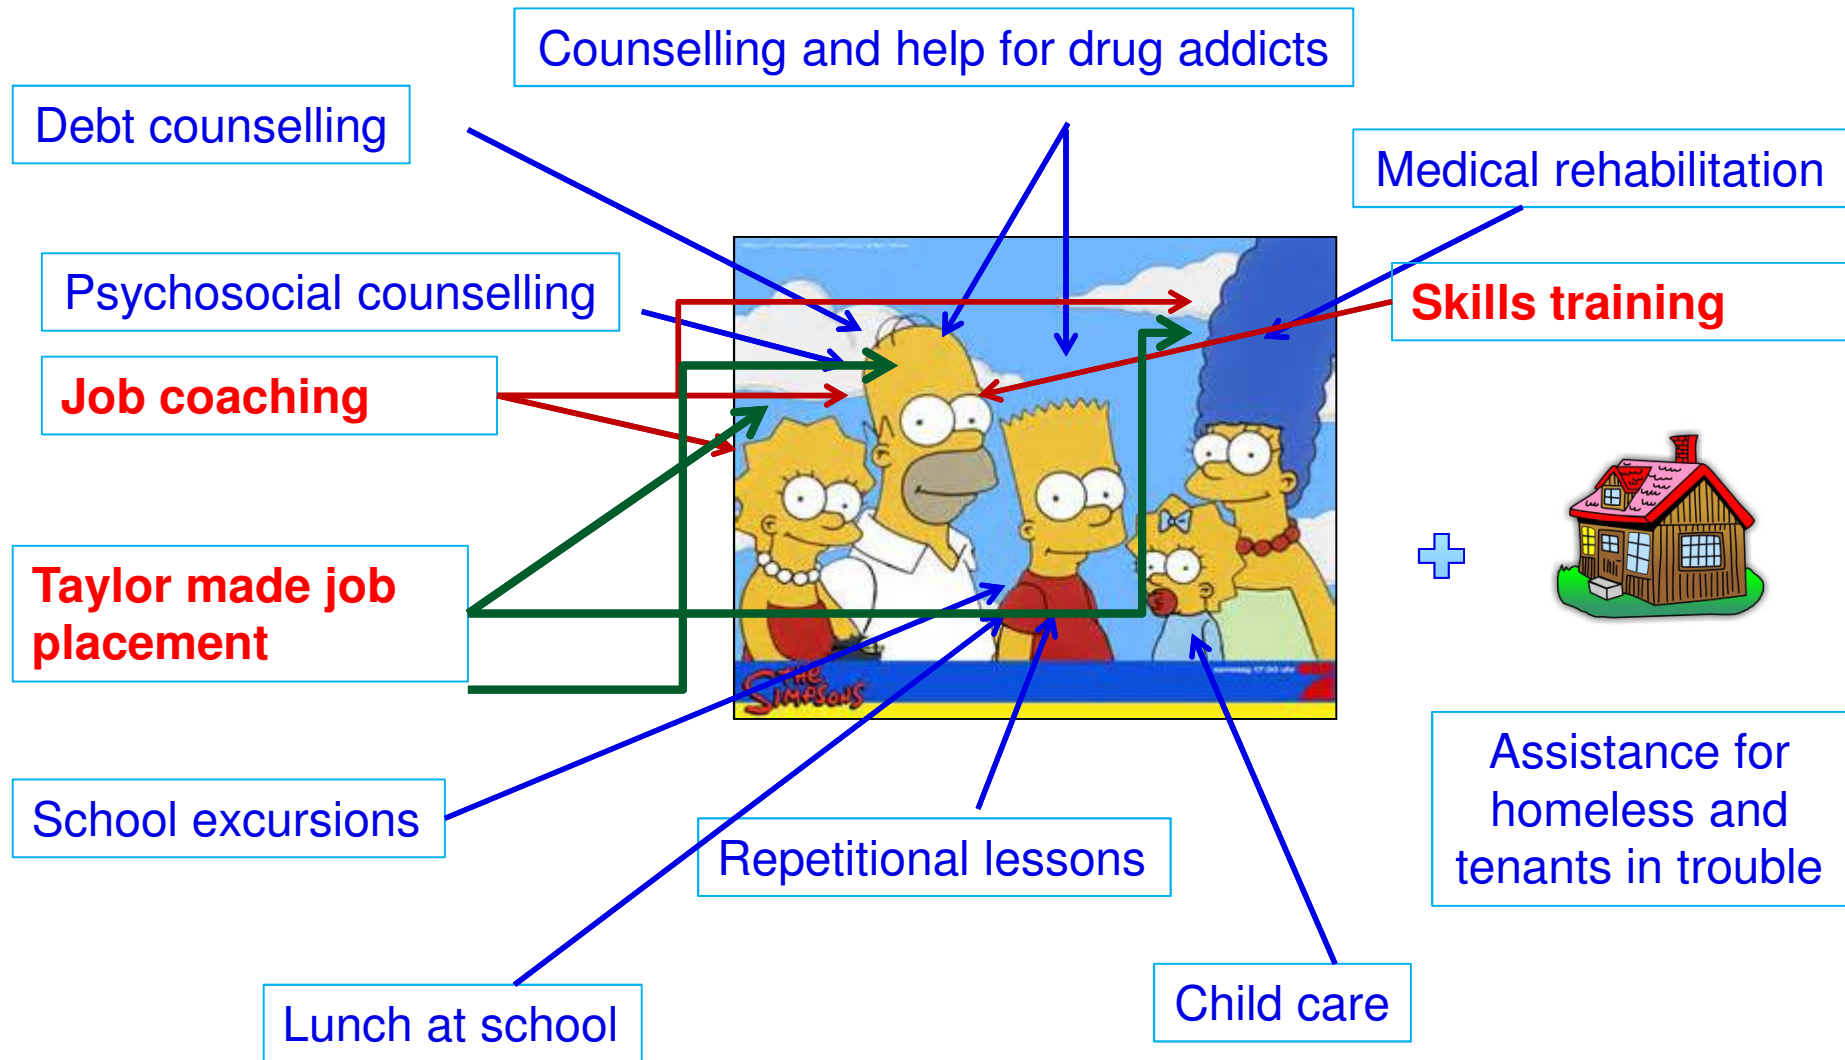 Counselling and help for drug addicts
Debt counselling
Medical rehabilitation
Psychosocial counselling
Skills training
Job coaching
Taylor made job
placement
THE
SIMPSONS
School excursions
Repetitional lessons
Assistance for
homeless and
tenants in trouble
Lunch at school
Child care